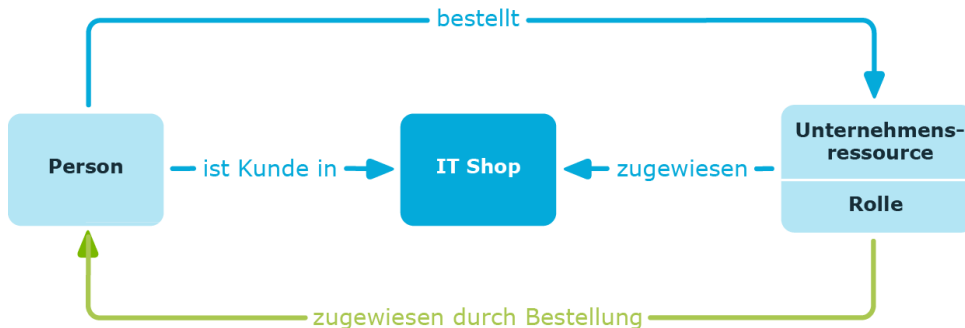 bestellt
Person
ist Kunde in
IT Shop
zugewiesen
Unternehmens-
ressource
Rolle
zugewiesen durch Bestellung